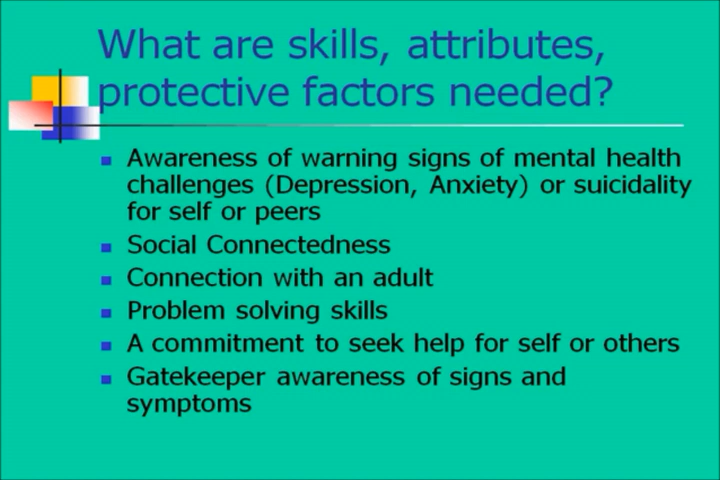 What are skills, attributes,
protective factors needed?
Awareness of warning signs of mental health
challenges (Depression, Anxiety) or suicidality
for self or peers
Social Connectedness
Connection with an adult
Problem solving skills
A commitment to seek help for self or others
Gatekeeper awareness of signs and
symptoms